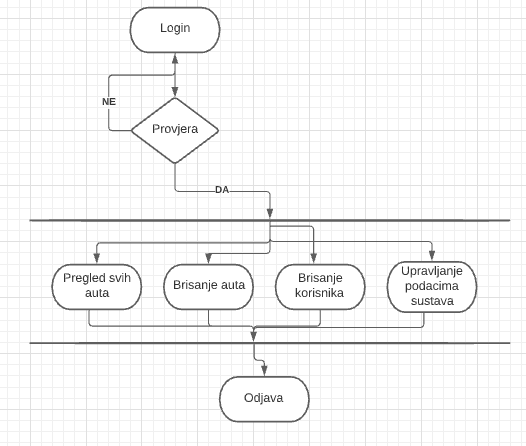 Login
NE
Provjera
DA
Pregled svih
auta
Brisanje auta
Brisanje
korisnika
Upravljanje
podacima
sustava
Odjava